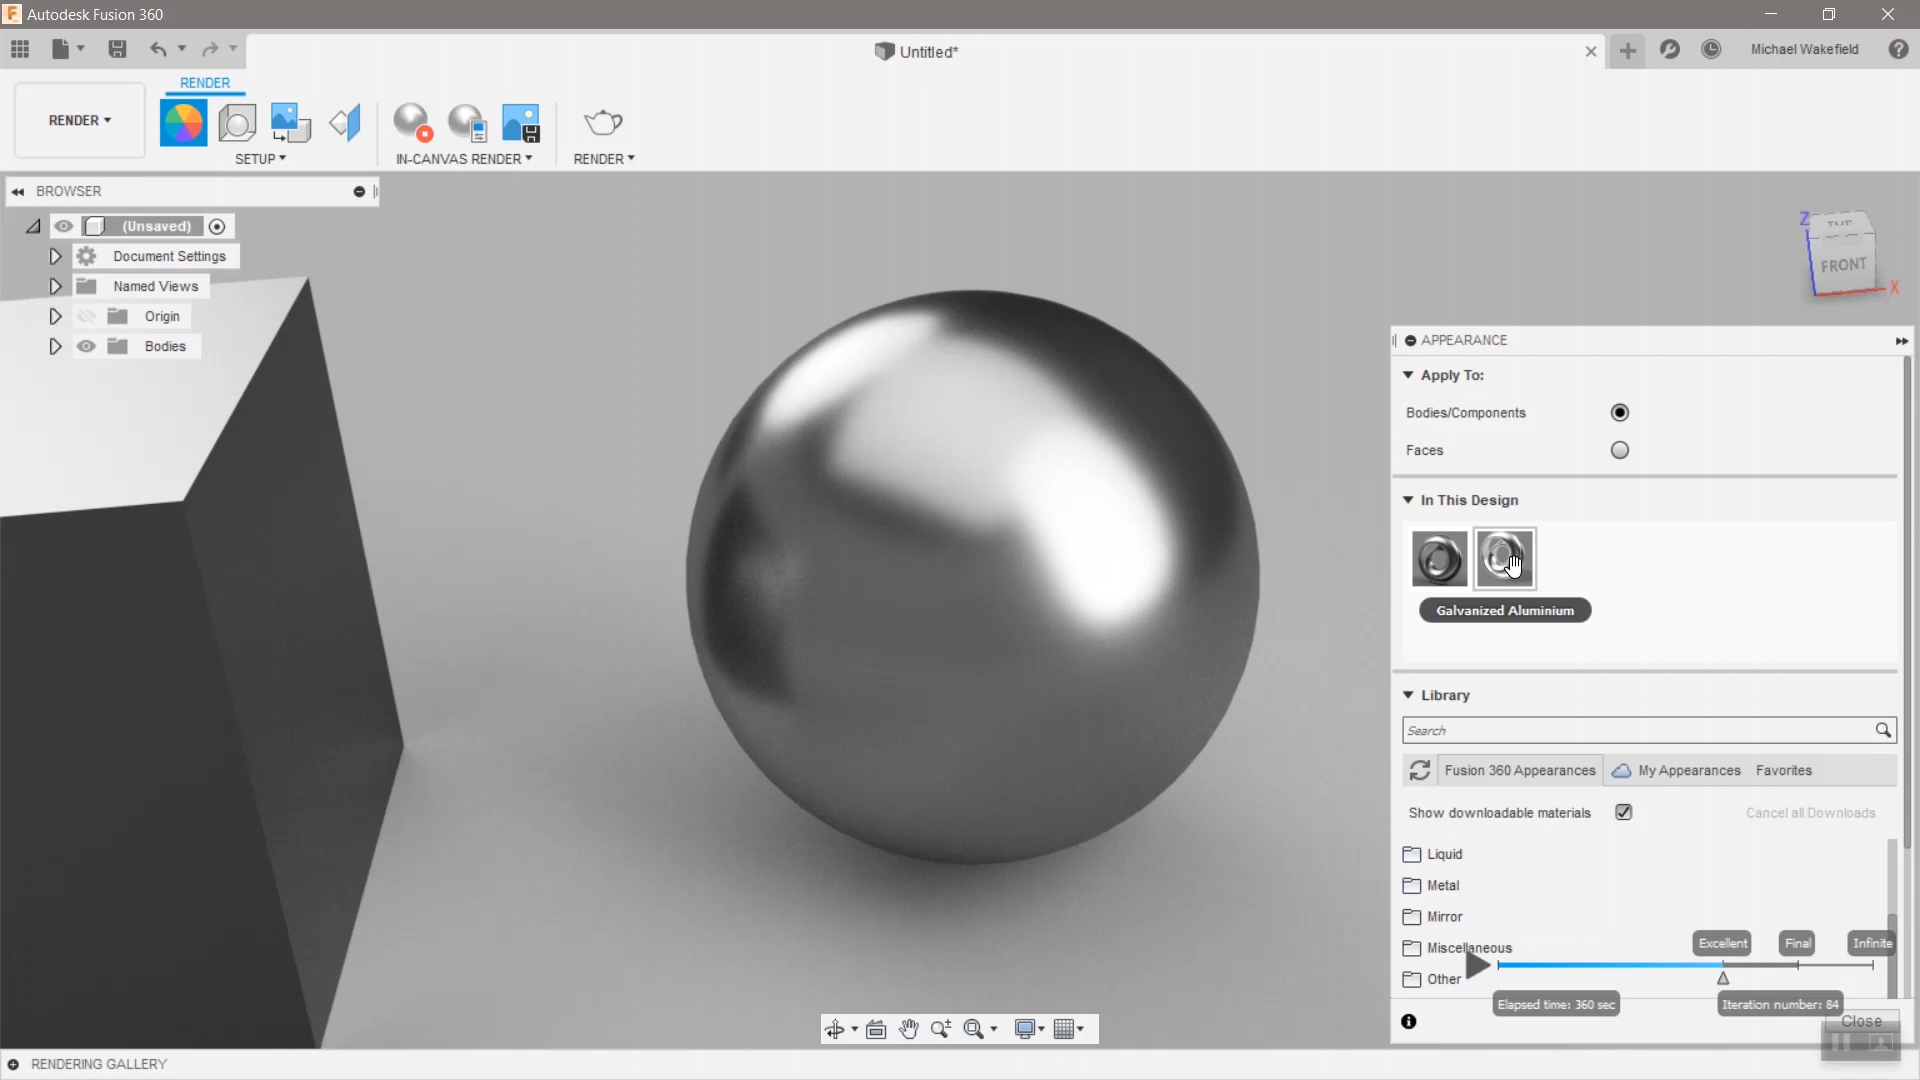 Autodesk Fusion 360
Untitled*
Michael Wakefield
RENDER
RENDER
SETUP
IN-CANVAS RENDER
RENDER
BROWSER
(Unsaved)
Document Settings
Named Views
Origin
Bodies
Z
TOP
FRONT
X
APPEARANCE
Apply To:
Bodies/Components
Faces
In This Design
Galvanized Aluminium
Library
Search
Fusion 360 Appearances
My Appearances
Favorites
Show downloadable materials
Cancel all Downloads
Liquid
Metal
Mirror
Miscellaneous
Other
Excellent
Final
Infinite
Elapsed time: 360 sec
Iteration number: 84
Close
RENDERING GALLERY